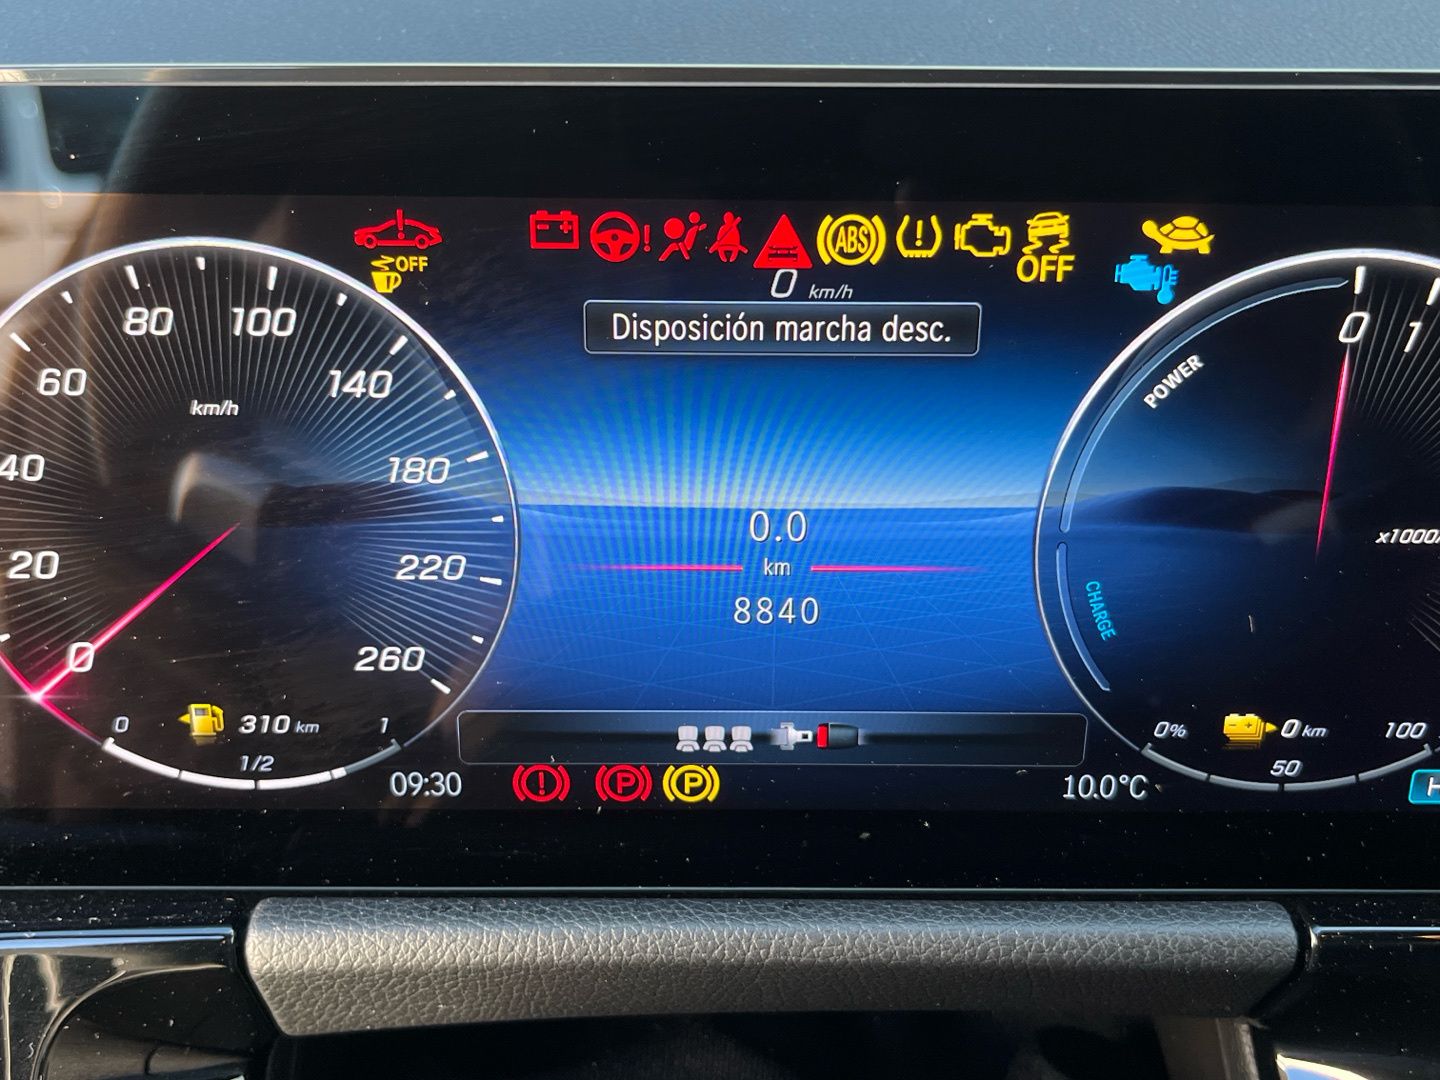 OFF
ABS
OFF
0 km/h
Disposición marcha desc.
0
20
40
60
80
100
140
180
220
260
km/h
0.0
km
8840
POWER
CHARGE
0
1
x1000/
0
310 km
1
1/2
0%
0 km
100
50
09:30
P
P
10.0°C
H